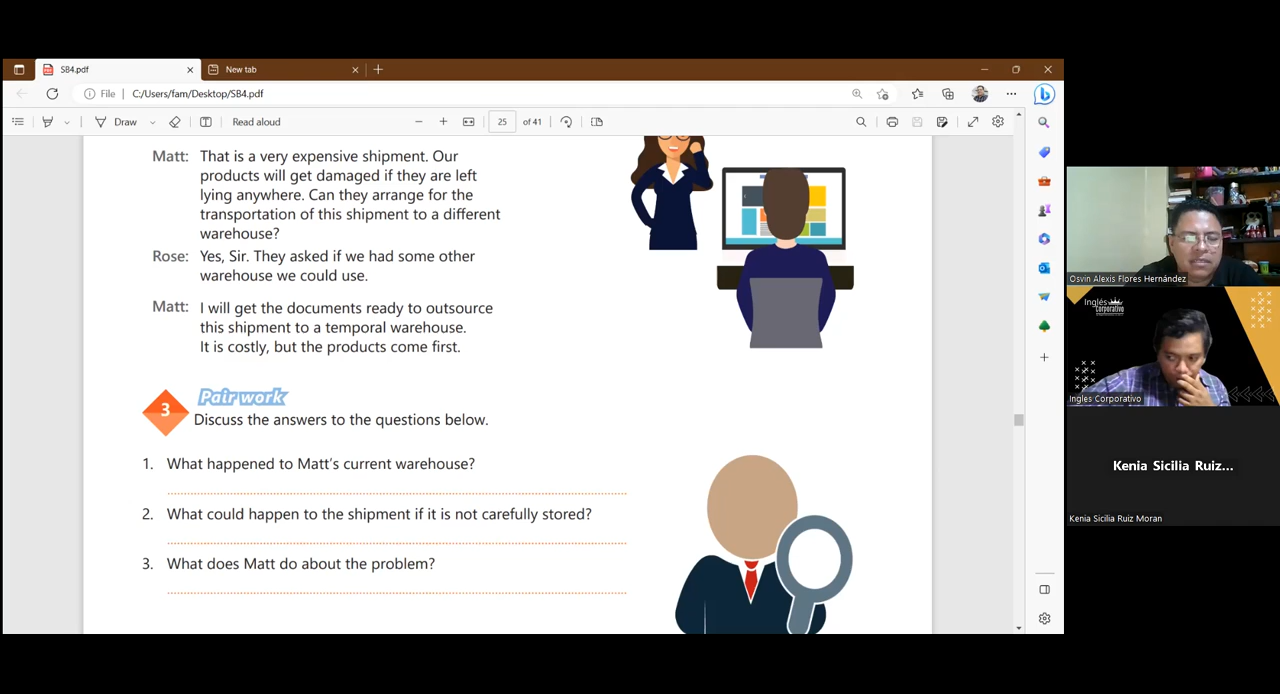 SB4.pdf
New tab
File
C:/Users/fam/Desktop/SB4.pdf
Draw
Read aloud
25
of 41
Matt: That is a very expensive shipment. Our
products will get damaged if they are left
lying anywhere. Can they arrange for the
transportation of this shipment to a different
warehouse?
Rose: Yes, Sir. They asked if we had some other
warehouse we could use.
Matt: I will get the documents ready to outsource
this shipment to a temporal warehouse.
It is costly, but the products come first.
3
Pair work
Discuss the answers to the questions below.
1. What happened to Matt's current warehouse?
2. What could happen to the shipment if it is not carefully stored?
3. What does Matt do about the problem?
Osvin Alexis Flores Hernández
Inglés
Corporativo
Ingles Corporativo
Kenia Sicilia Ruiz...
Kenia Sicilia Ruiz Moran